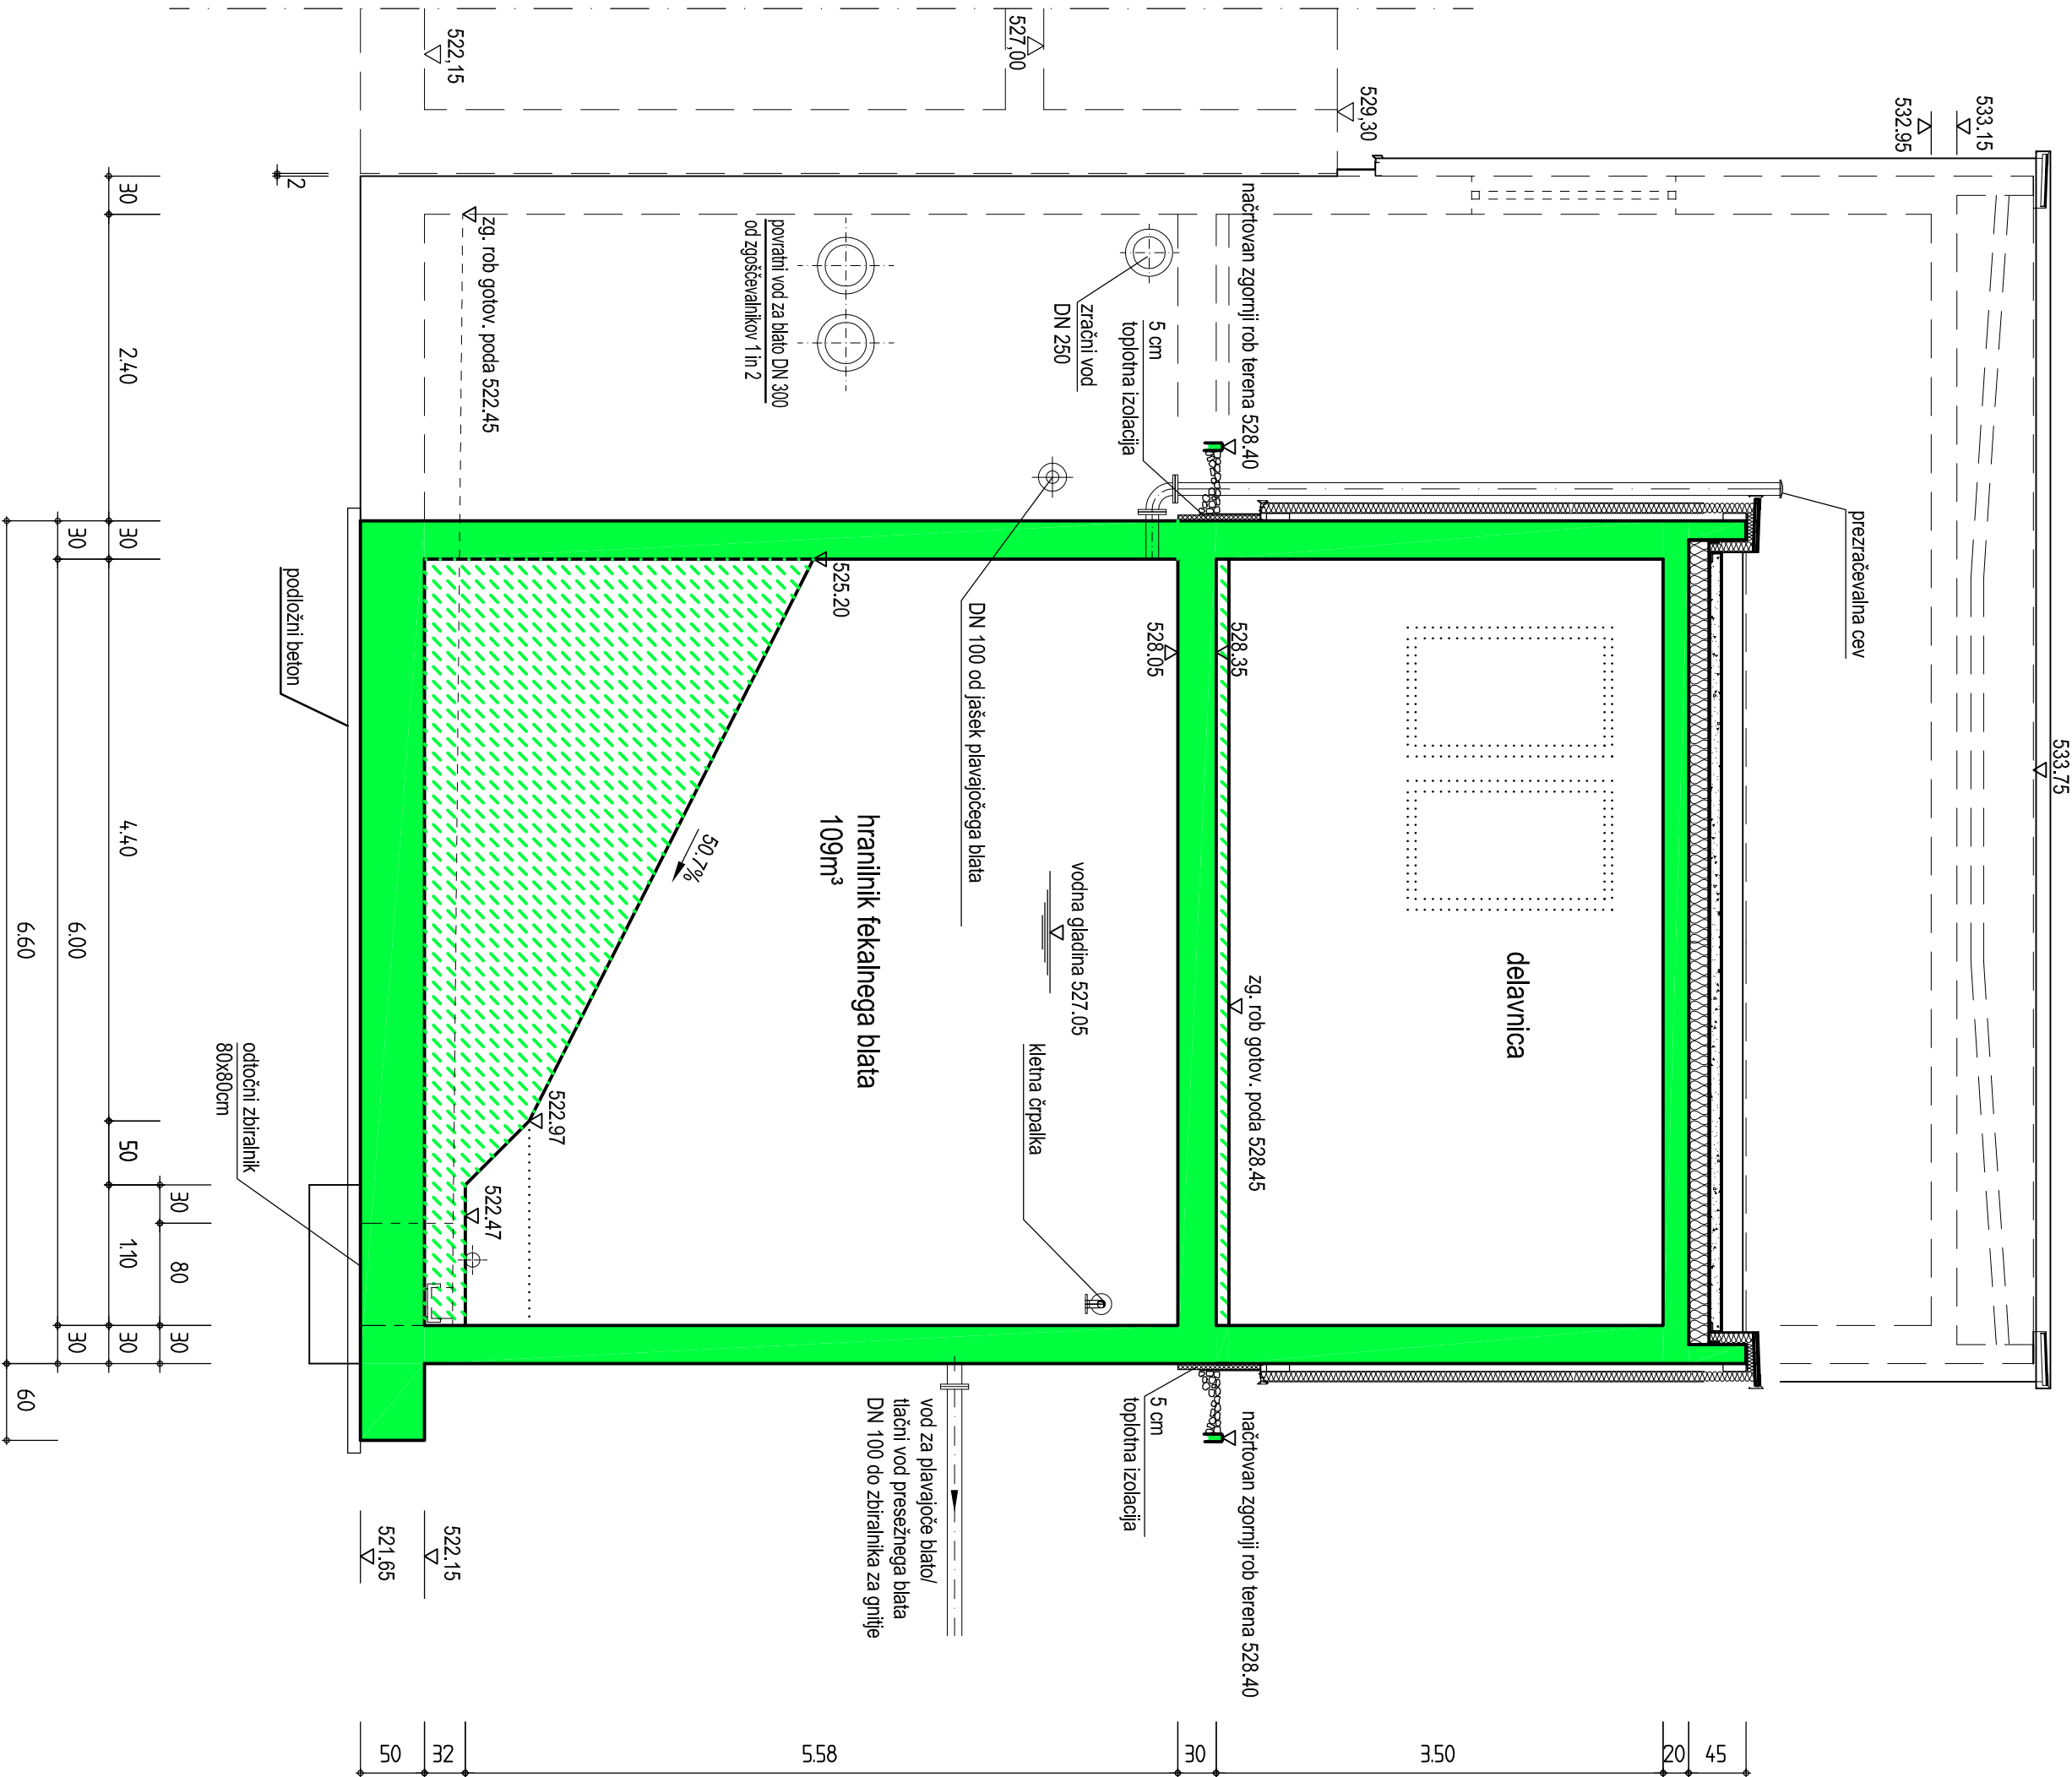 533.75
533.15
532.95
529,30
527,00
522,15
prezračevalna cev
načrtovan zgornji rob terena 528.40
5 cm
toplotna izolacija
zračni vod
DN 250
povratni vod za blato DN 300
od zgoščevalnikov 1 in 2
zg. rob gotov. poda 522.45
delavnica
zg. rob gotov. poda 528.45
528.35
528.05
vodna gladina 527.05
kletna črpalka
DN 100 od jašek plavajočega blata
hranilnik fekalnega blata
109m³
525.20
50.7%
522.97
522.47
načrtovan zgornji rob terena 528.40
5 cm
toplotna izolacija
vod za plavajoče blato/
tlačni vod presežnega blata
DN 100 do zbiralnika za gnitje
522.15
521.65
podložni beton
odtočni zbiralnik
80x80cm
2
30 80 30
30 2.40 30 4.40 50 1.10 30
30 6.00 30
6.60 60
45
20
3.50
30
5.58
32
50